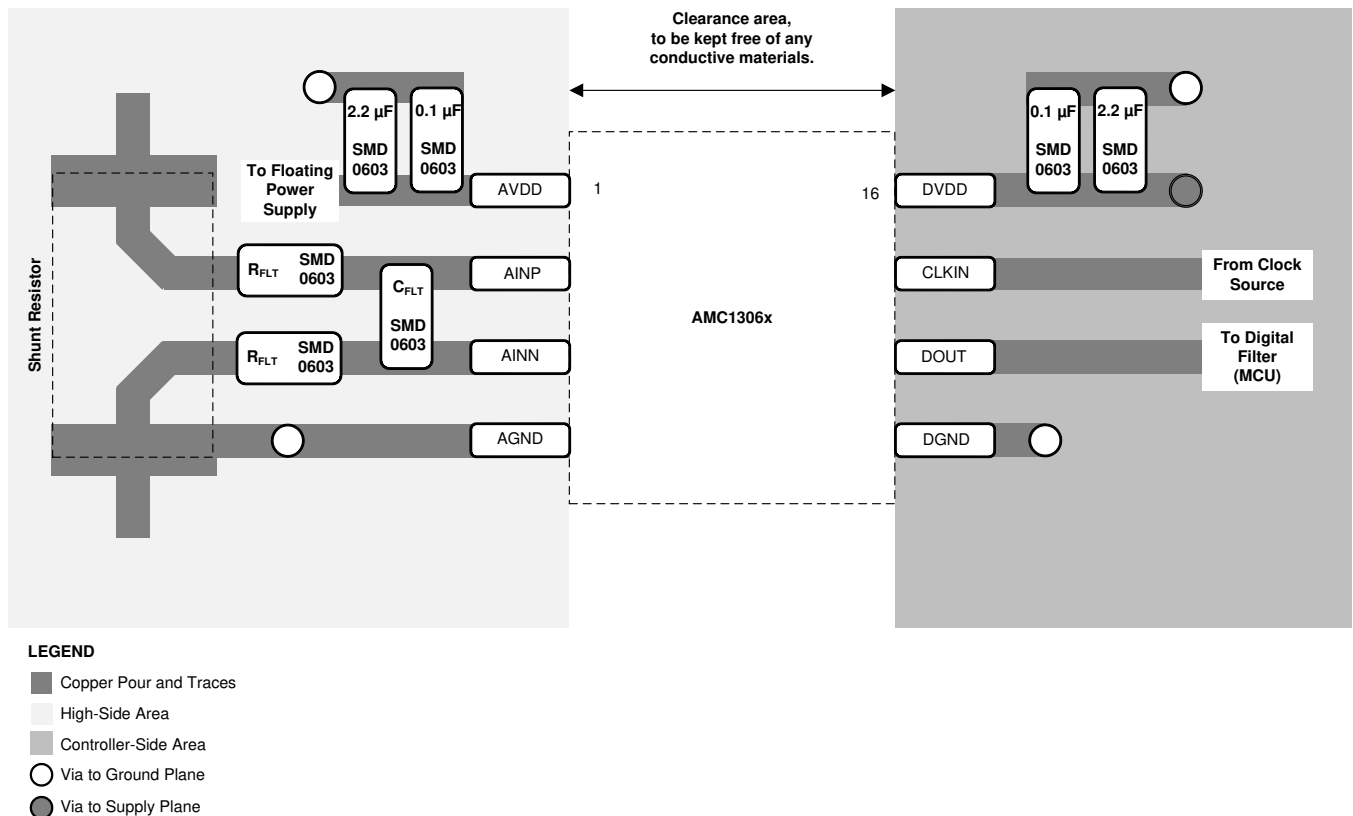 Clearance area,
to be kept free of any
conductive materials.
2.2 µF
SMD
0603
0.1 µF
SMD
0603
To Floating
Power
Supply
AVDD
1
16
DVDD
0.1 µF
SMD
0603
2.2 µF
SMD
0603
Shunt Resistor
RFLT
SMD
0603
AINP
CFLT
SMD
0603
CLKIN
From Clock
Source
AMC1306x
RFLT
SMD
0603
AINN
DOUT
To Digital
Filter
(MCU)
AGND
DGND
LEGEND
Copper Pour and Traces
High-Side Area
Controller-Side Area
Via to Ground Plane
Via to Supply Plane